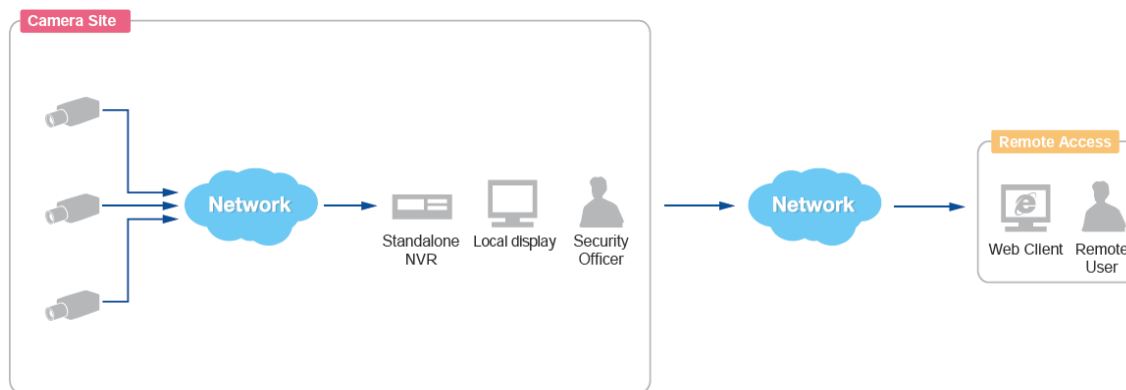 Camera Site
Network
Standalone
NVR
Local display
Security
Officer
Network
Remote Access
Web Client
Remote
User